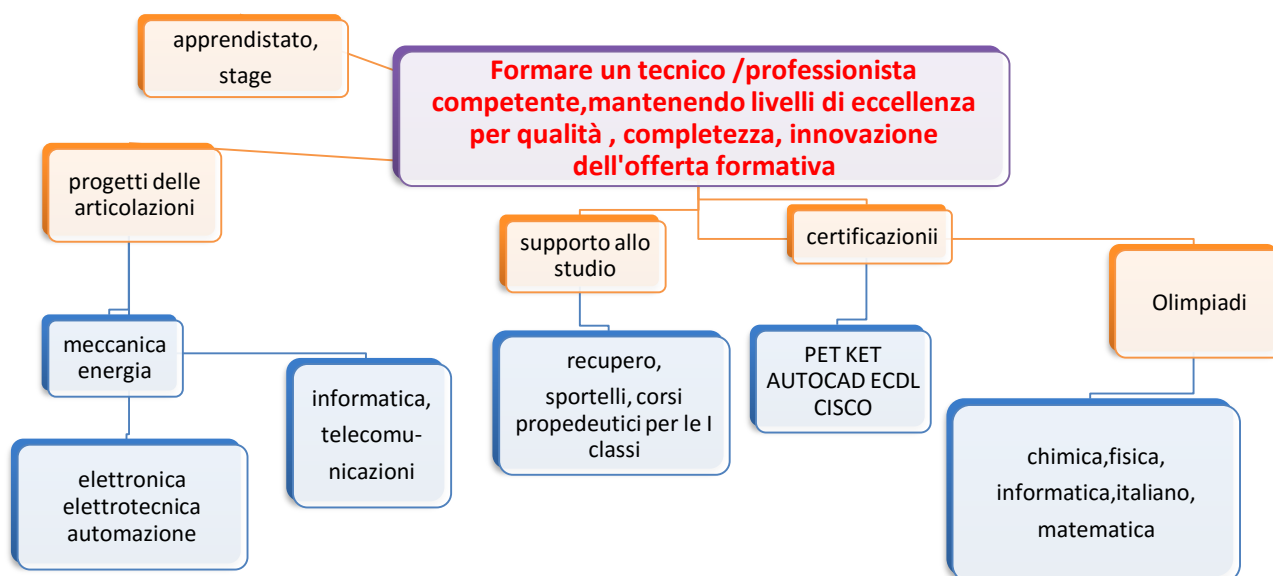 apprendistato,
stage
Formare un tecnico /professionista
competente,mantenendo livelli di eccellenza
per qualità , completezza, innovazione
dell'offerta formativa
progetti delle
articolazioni
supporto allo
studio
certificazionii
Olimpiadi
meccanica
energia
informatica,
telecomu-
nicazioni
elettronica
elettrotecnica
automazione
recupero,
sportelli, corsi
propedeutici per le I
classi
PET KET
AUTOCAD ECDL
CISCO
chimica,fisica,
informatica,italiano,
matematica